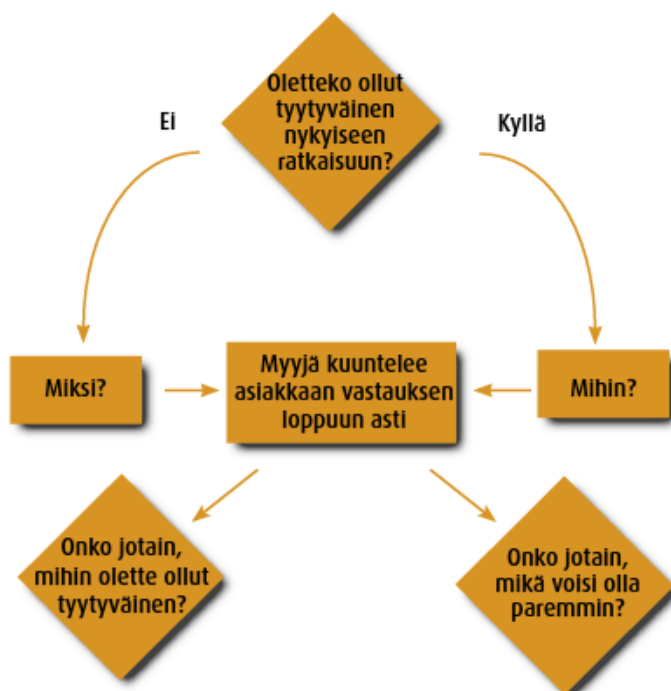 Oletteko ollut
tyytyväinen
nykyiseen
ratkaisuun?
Ei
Kyllä
Miksi?
Myyjä kuuntelee
asiakkaan vastauksen
loppuun asti
Mihin?
Onko jotain,
mihin olette ollut
tyytyväinen?
Onko jotain,
mikä voisi olla
paremmin?